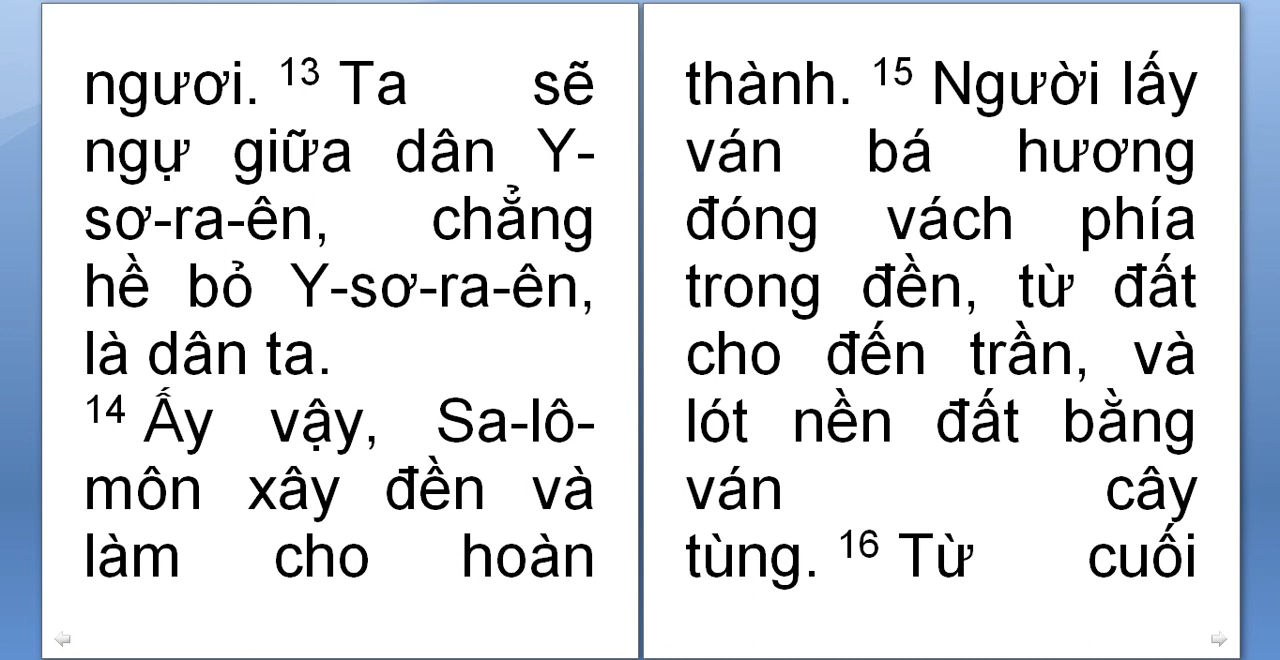 ngươi. 13 Ta sẽ
ngự giữa dân Y-
sơ-ra-ên, chẳng
hề bỏ Y-sơ-ra-ên,
là dân ta.
14 Ấy vậy, Sa-lô-
môn xây đền và
làm cho hoàn
thành. 15 Người lấy
ván bá hương
đóng vách phía
trong đền, từ đất
cho đến trần, và
lót nền đất bằng
ván cây
tùng. 16 Từ cuối